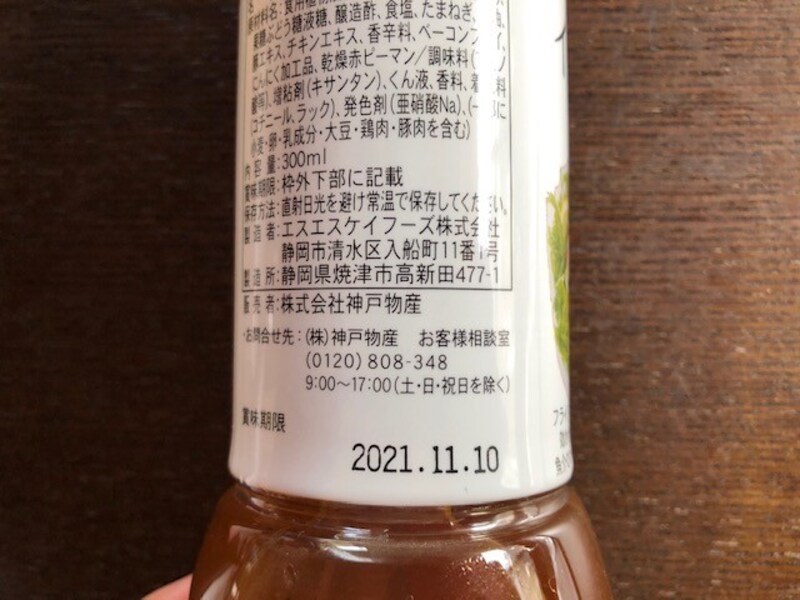 原材料名：食用植物
果糖ぶどう糖液糖、醸造酢、食塩、たまねぎ、
エキス、チキンエキス、香辛料、ベーコン
にんにく加工品、乾燥赤ピーマン／調味料（
酸等）、増粘剤（キサンタン）、くん液、香料、着 料
（コチニール、ラック）、発色剤（亜硝酸Na）、（一 に
小麦・卵・乳成分・大豆・鶏肉・豚肉を含む）
内容量：300ml
賞味期限：枠外下部に記載
保存方法：直射日光を避け常温で保存してください。
製造者：エスエスケイフーズ株式会社
静岡市清水区入船町11番1号
製造所：静岡県焼津市高新田477-1
販売者：株式会社神戸物産
・お問合せ先：（株）神戸物産 お客様相談室
（0120）808-348
9:00〜17:00（土・日・祝日を除く）
賞味期限
2021.11.10
フライ